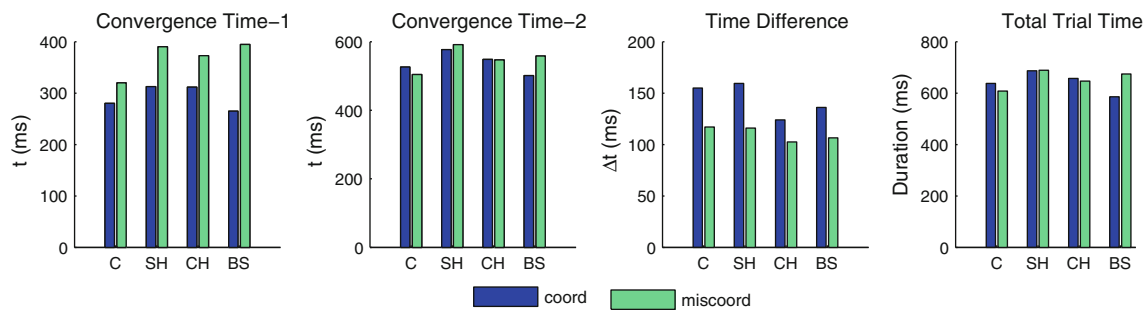 Convergence Time−1
400
300
200
100
0
t (ms)
C SH CH BS
Convergence Time−2
600
400
200
0
t (ms)
C SH CH BS
Time Difference
200
150
100
50
0
Δt (ms)
C SH CH BS
Total Trial Time
800
600
400
200
0
Duration (ms)
C SH CH BS
coord miscoord